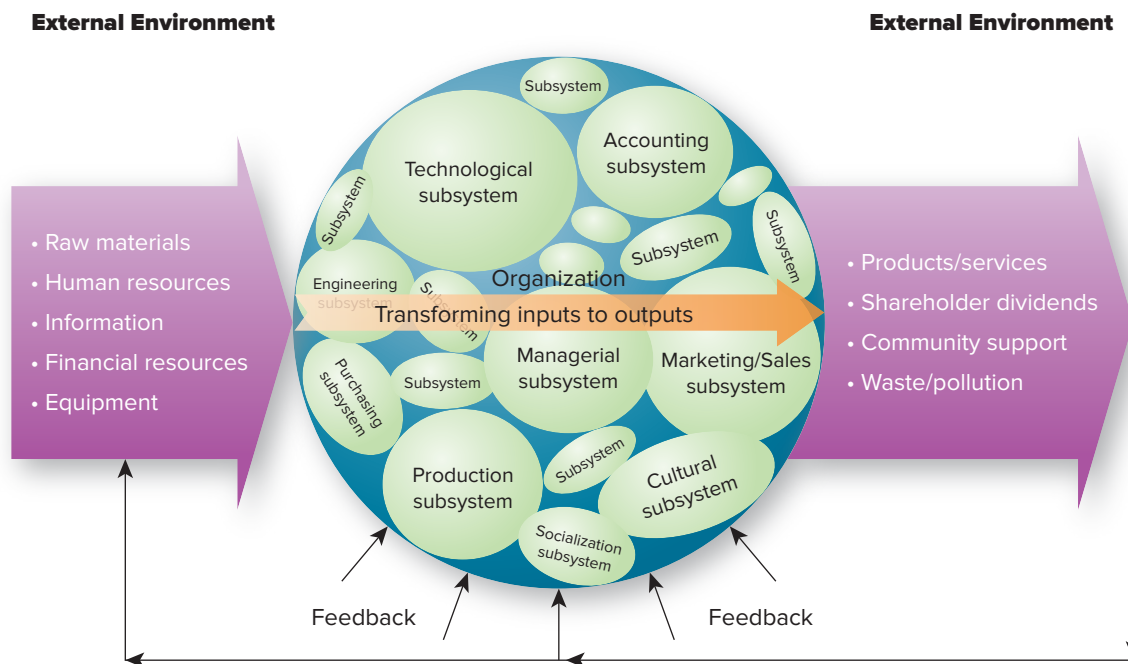 External Environment
External Environment
• Raw materials
• Human resources
• Information
• Financial resources
• Equipment
Subsystem
Technological
subsystem
Accounting
subsystem
Subsystem
Subsystem
Subsystem
Engineering
subsystem
Subsystem
Organization
Transforming inputs to outputs
Managerial
subsystem
Marketing/Sales
subsystem
Purchasing
subsystem
Subsystem
Production
subsystem
Subsystem
Cultural
subsystem
Socialization
subsystem
• Products/services
• Shareholder dividends
• Community support
• Waste/pollution
Feedback
Feedback